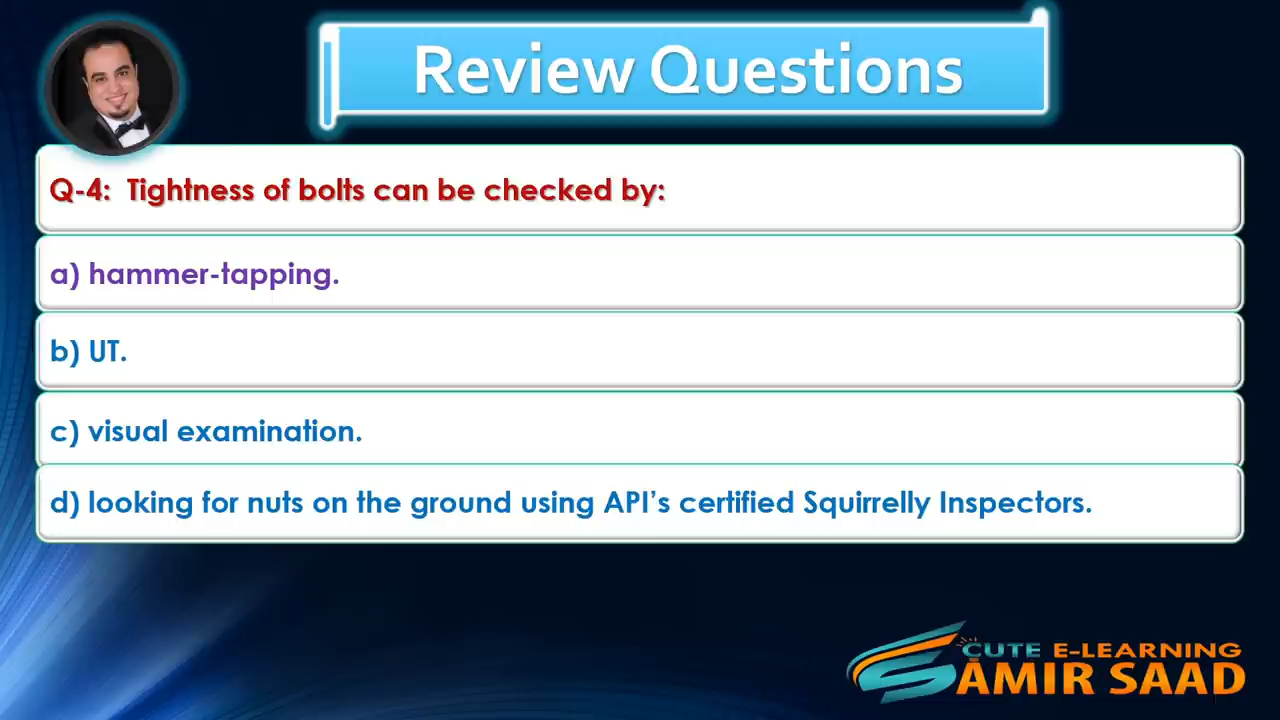 Review Questions
Q-4: Tightness of bolts can be checked by:
a) hammer-tapping.
b) UT.
c) visual examination.
d) looking for nuts on the ground using API’s certified Squirrelly Inspectors.
CUTE E-LEARNING
AMIR SAAD